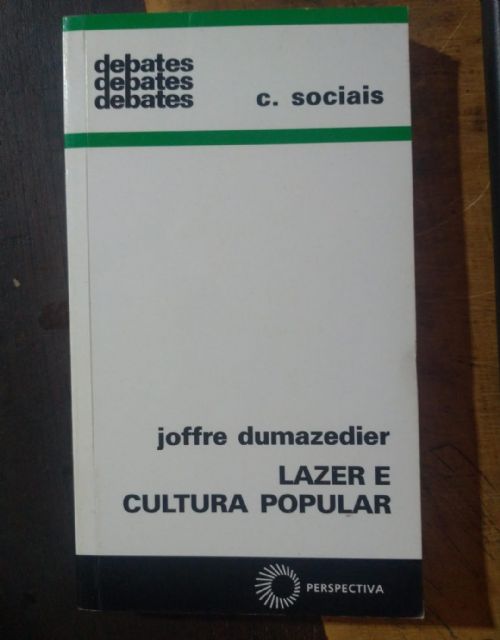 debates
debates
debates
c. sociais
joffre dumazedier
LAZER E
CULTURA POPULAR
PERSPECTIVA